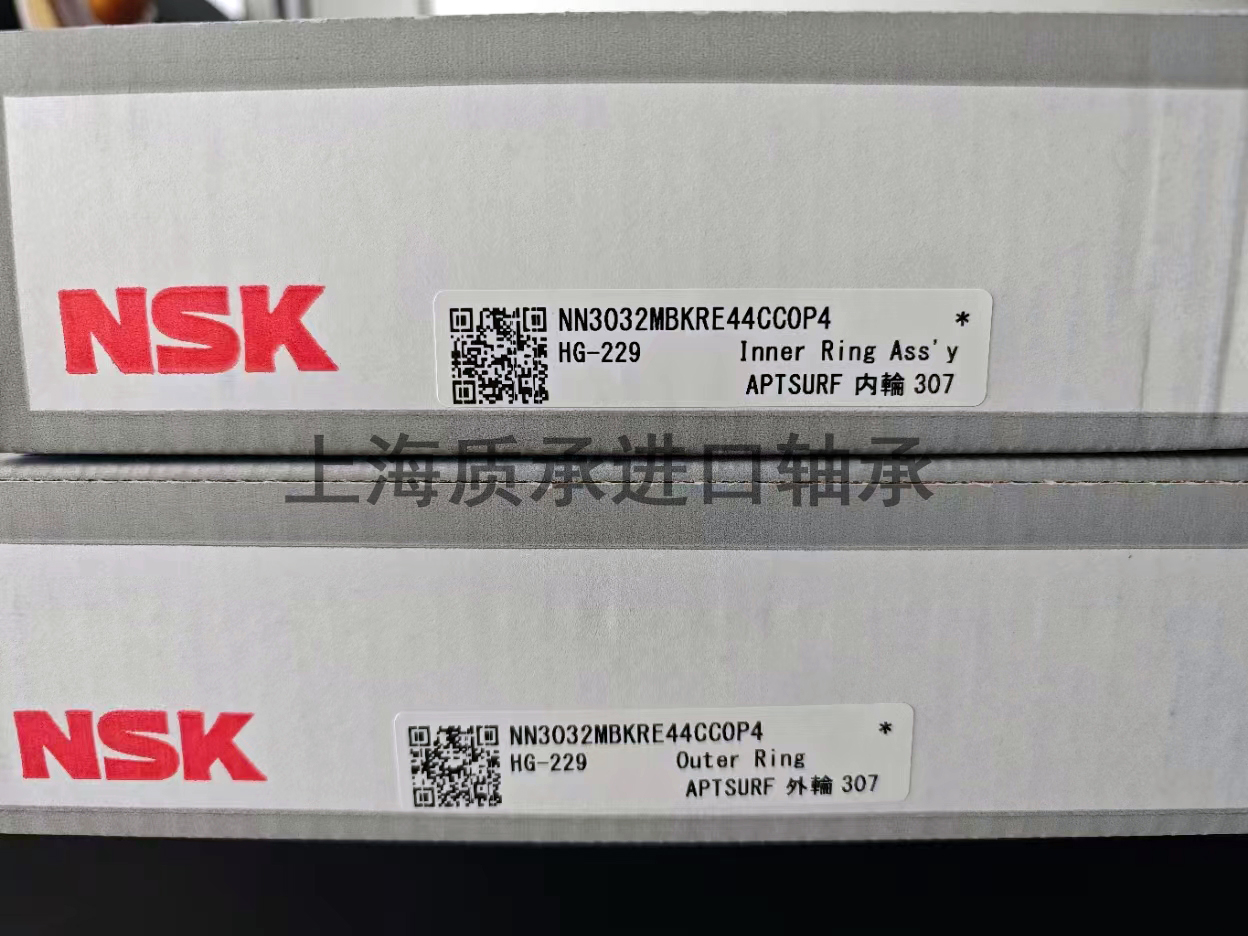 NSK
NN3032MBKRE44CC0P4 *
HG-229 Inner Ring Ass'y
APTSURF 内輪 307
上海质承进口轴承
NSK
NN3032MBKRE44CC0P4 *
HG-229 Outer Ring
APTSURF 外輪 307